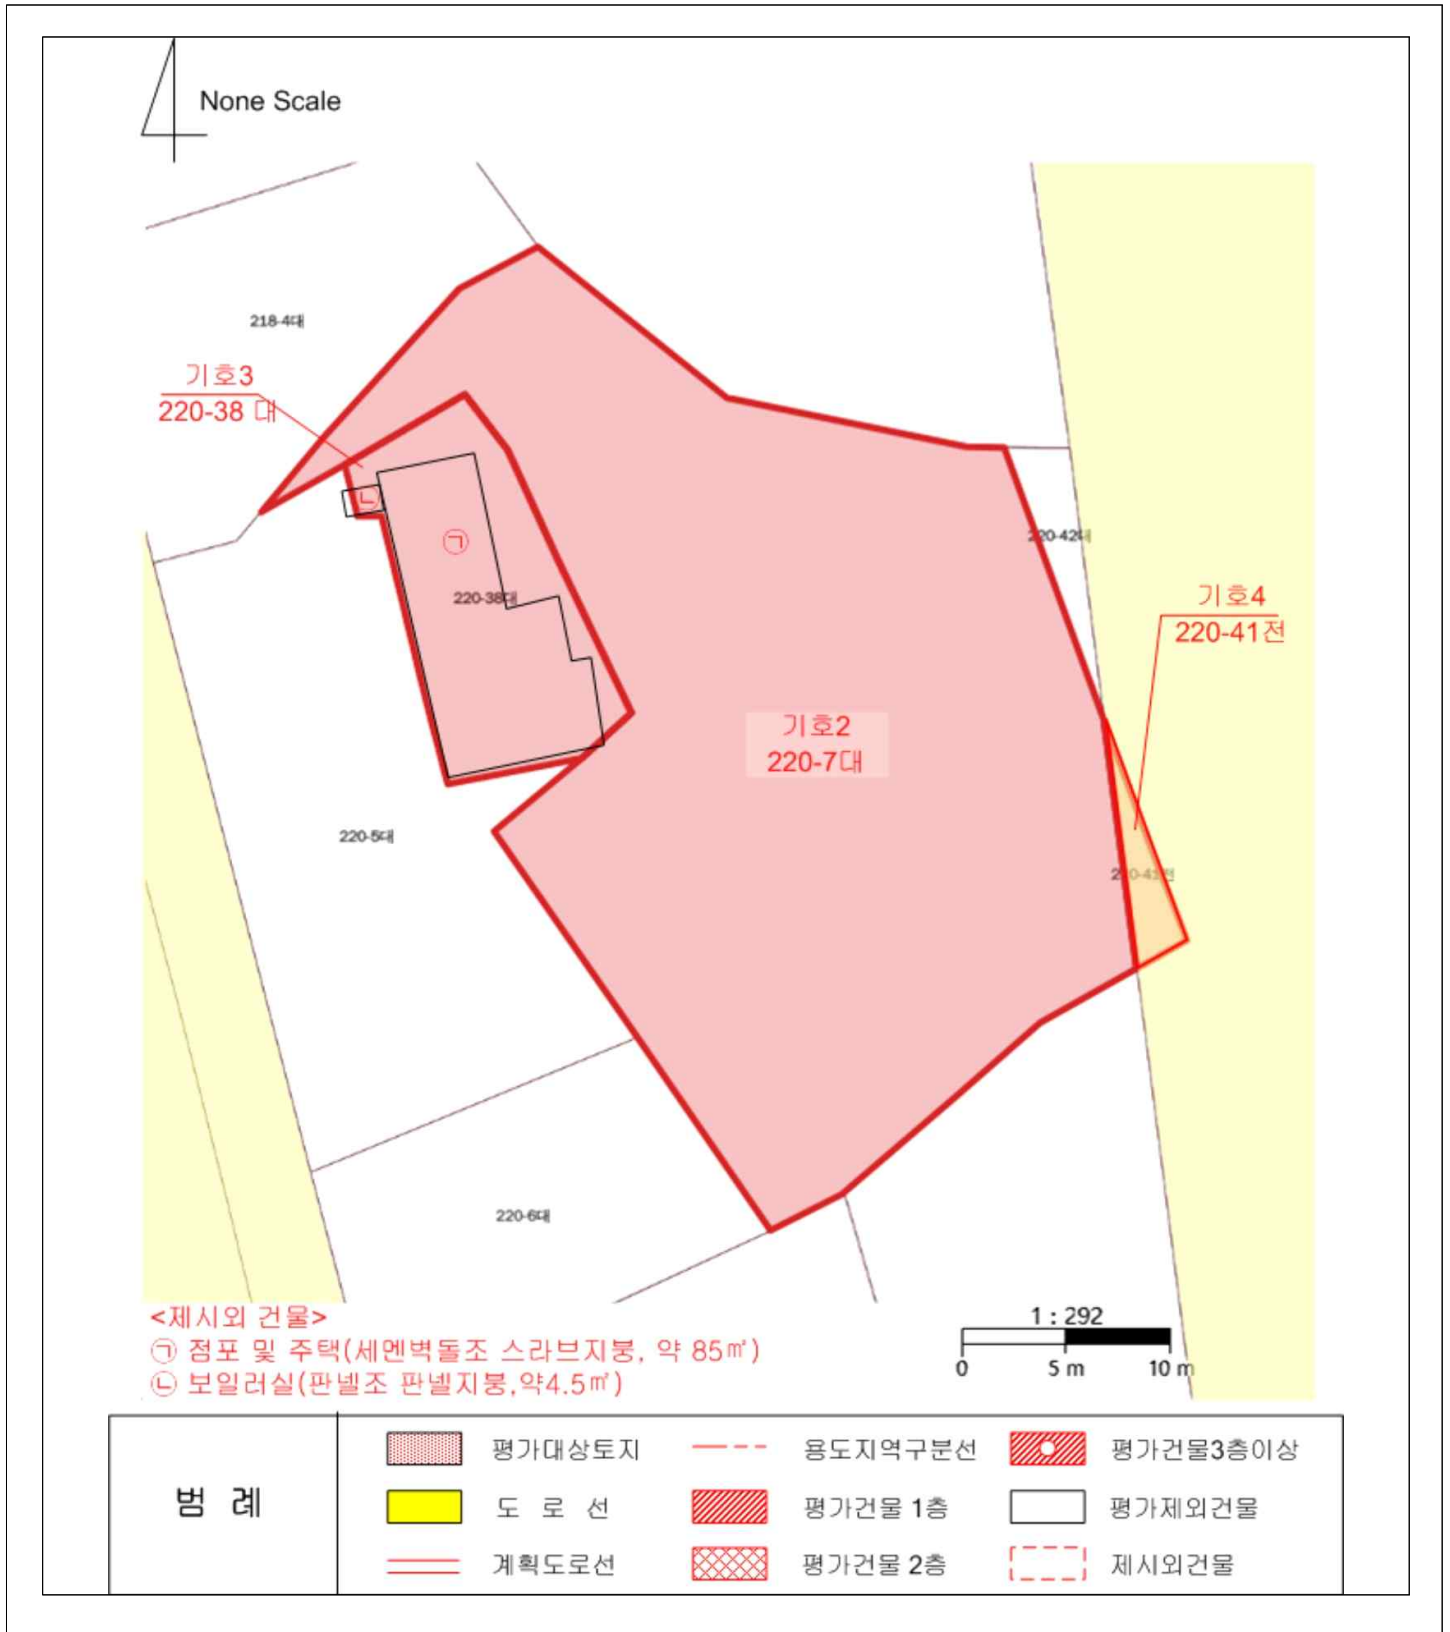 None Scale
218-4대
기호3
220-38 대
㉡
㉠
220-38대
220-42대
기호4
220-41전
기호2
220-7대
220-5대
220-41전
220-6대
<제시외 건물>
㉠ 점포 및 주택(세멘벽돌조 스라브지붕, 약 85㎡)
㉡ 보일러실(판넬조 판넬지붕,약4.5㎡)
1 : 292
0 5 m 10 m
범 례
평가대상토지 용도지역구분선 평가건물3층이상
도 로 선 평가건물 1층 평가제외건물
계획도로선 평가건물 2층 제시외건물